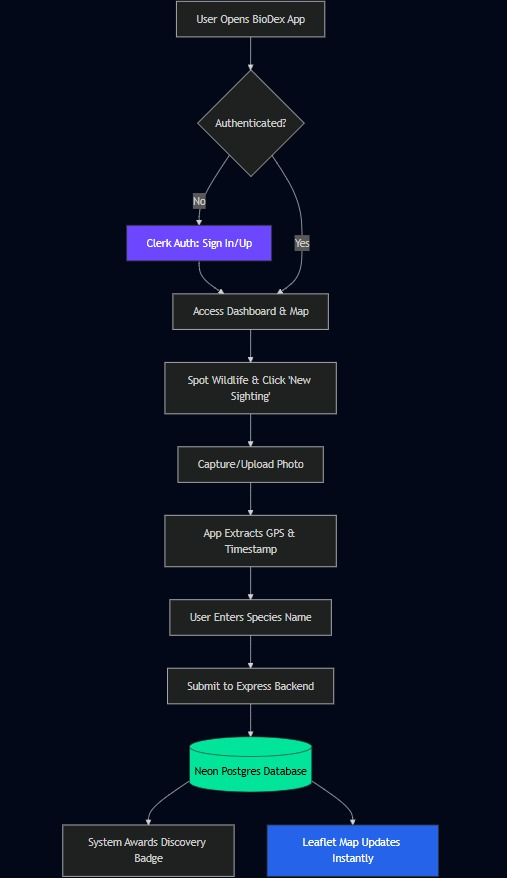 User Opens BioDex App
Authenticated?
No
Clerk Auth: Sign In/Up
Yes
Access Dashboard & Map
Spot Wildlife & Click 'New
Sighting'
Capture/Upload Photo
App Extracts GPS &
Timestamp
User Enters Species Name
Submit to Express Backend
Neon Postgres Database
System Awards Discovery
Badge
Leaflet Map Updates
Instantly